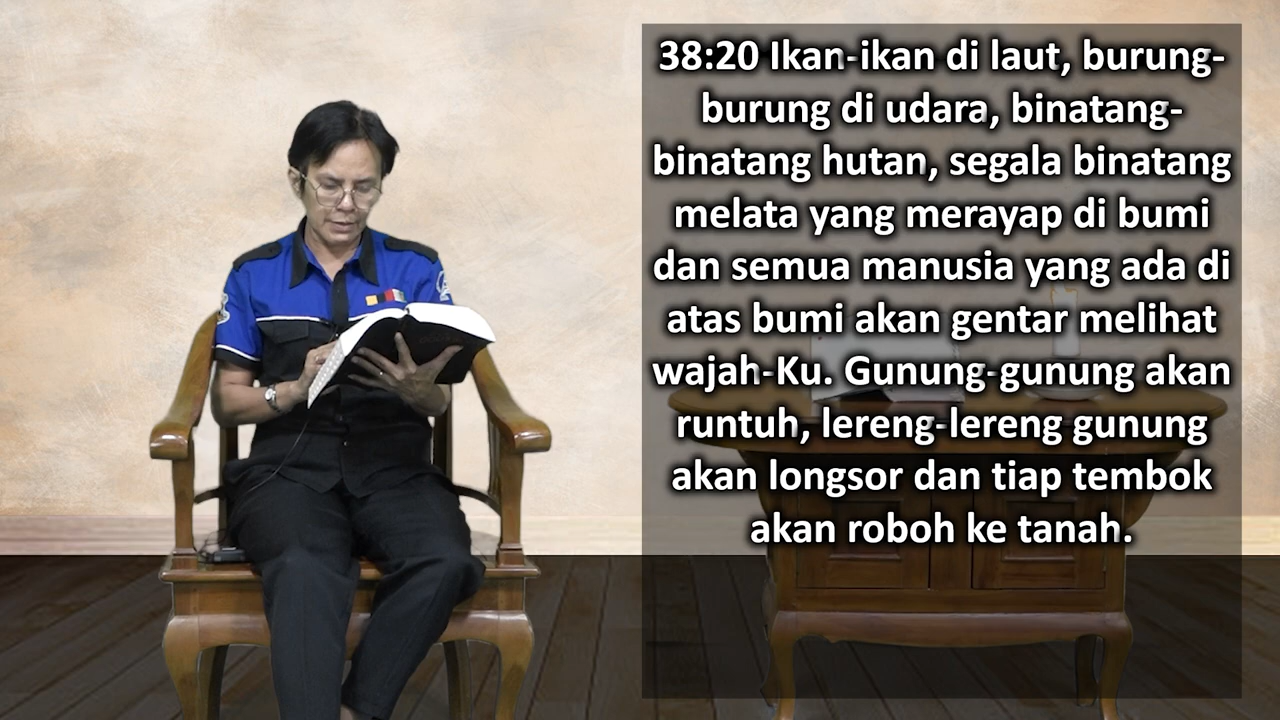 38:20 Ikan-ikan di laut, burung-
burung di udara, binatang-
binatang hutan, segala binatang
melata yang merayap di bumi
dan semua manusia yang ada di
atas bumi akan gentar melihat
wajah-Ku. Gunung-gunung akan
runtuh, lereng-lereng gunung
akan longsor dan tiap tembok
akan roboh ke tanah.